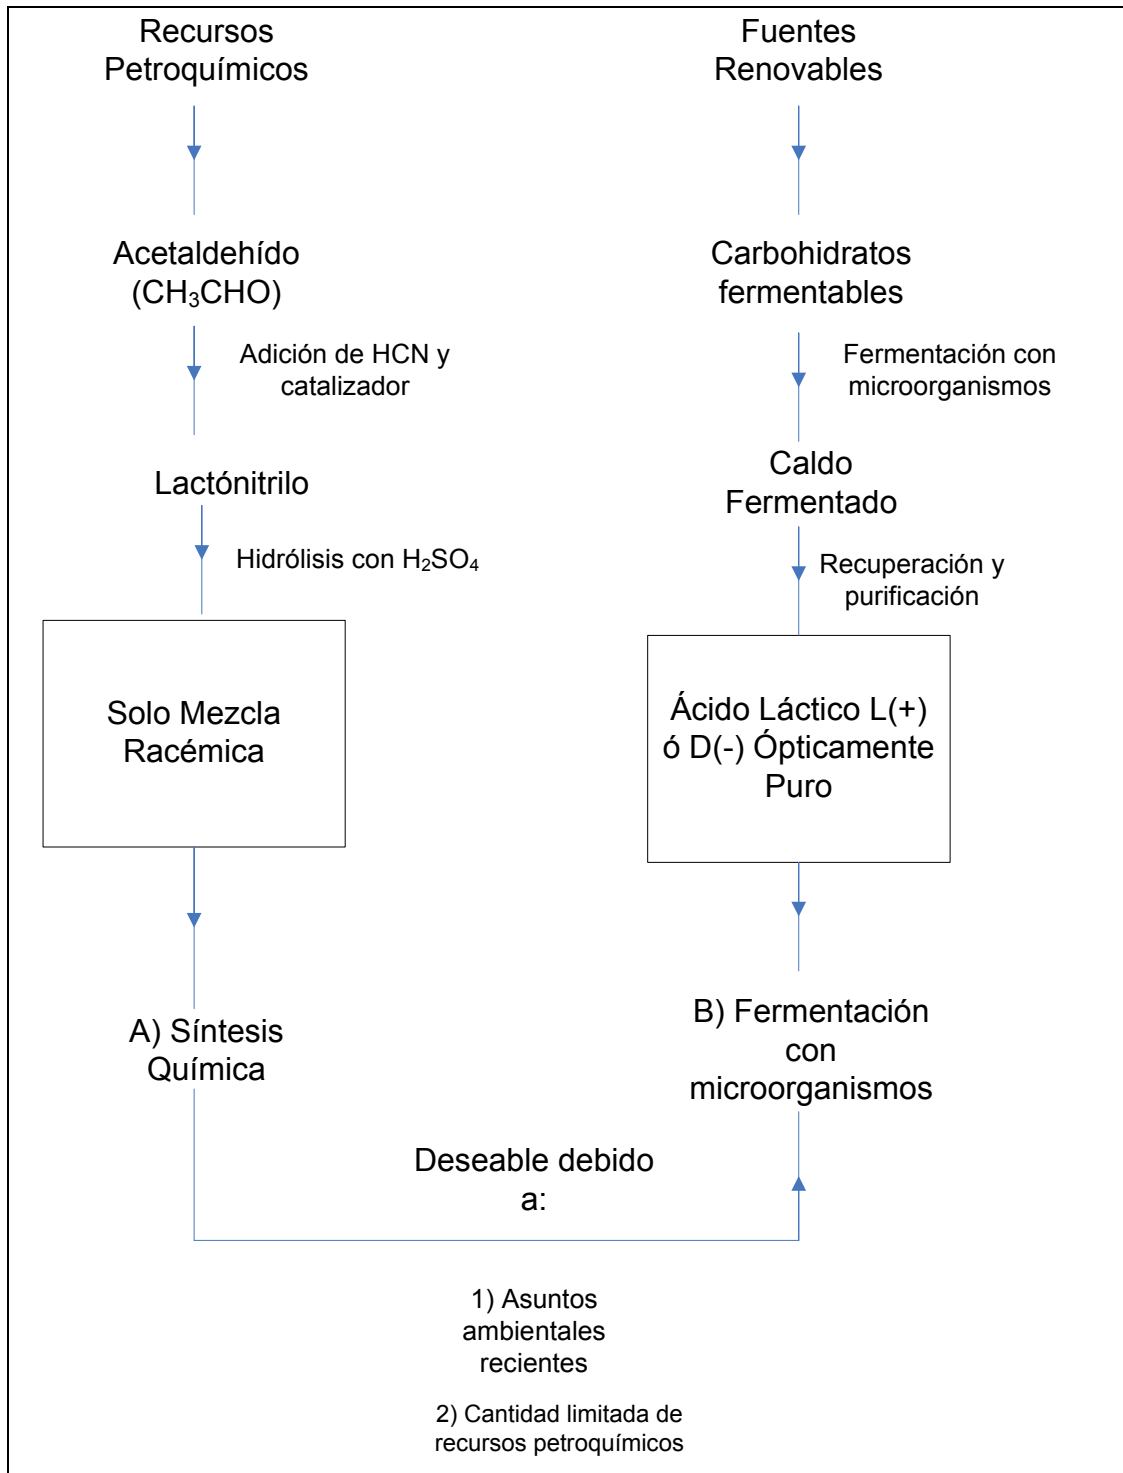 Recursos
Petroquímicos
Acetaldehído
(CH₃CHO)
Adición de HCN y
catalizador
Lactónitrilo
Hidrólisis con H₂SO₄
Solo Mezcla
Racémica
A) Síntesis
Química
Fuentes
Renovables
Carbohidratos
fermentables
Fermentación con
microorganismos
Caldo
Fermentado
Recuperación y
purificación
Ácido Láctico L(+)
ó D(-) Ópticamente
Puro
B) Fermentación
con
microorganismos
Deseable debido
a:
1) Asuntos
ambientales
recientes
2) Cantidad limitada de
recursos petroquímicos